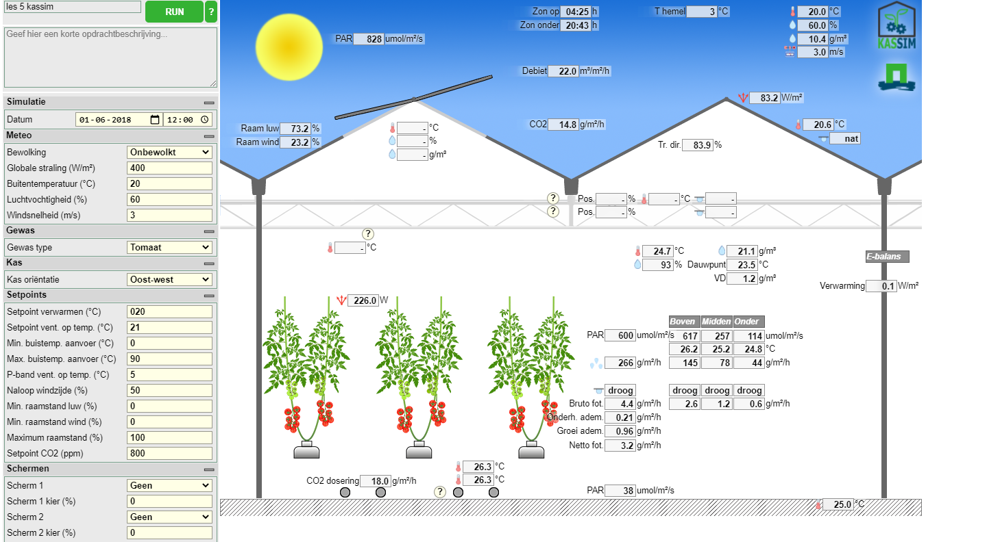 les 5 kassim
RUN
?
Geef hier een korte opdrachtbeschrijving...
Simulatie
Datum 01-06-2018 12:00
Meteo
Bewolking Onbewolkt
Globale straling (W/m²) 400
Buitentemperatuur (°C) 20
Luchtvochtigheid (%) 60
Windsnelheid (m/s) 3
Gewas
Gewas type Tomaat
Kas
Kas oriëntatie Oost-west
Setpoints
Setpoint verwarmen (°C) 020
Setpoint vent. op temp. (°C) 21
Min. buistemp. aanvoer (°C) 0
Max. buistemp. aanvoer (°C) 90
P-band vent. op temp. (°C) 5
Naloop windzijde (%) 50
Min. raamstand luw (%) 0
Min. raamstand wind (%) 0
Maximum raamstand (%) 100
Setpoint CO2 (ppm) 800
Schermen
Scherm 1 Geen
Scherm 1 kier (%) 0
Scherm 2 Geen
Scherm 2 kier (%) 0
Zon op 04:25 h
Zon onder 20:43 h
T hemel 3 °C
20.0 °C
60.0 %
10.4 g/m³
3.0 m/s
KASSIM
PAR 828 umol/m²/s
Debiet 22.0 m³/m²/h
83.2 W/m²
CO2 14.8 g/m²/h
20.6 °C
nat
Raam luw 73.2 %
Raam wind 23.2 %
- °C
- %
- g/m³
Tr. dir. 83.9 %
? Pos. - % - °C -
? Pos. - % -
?
- °C
24.7 °C 21.1 g/m³
93 % Dauwpunt 23.5 °C
VD 1.2 g/m³
E-balans
Verwarming 0.1 W/m²
226.0 W
Boven Midden Onder
PAR 600 umol/m²/s 617 257 114 umol/m²/s
26.2 25.2 24.8 °C
266 g/m²/h 145 78 44 g/m²/h
droog droog droog droog
Bruto fot. 4.4 g/m²/h 2.6 1.2 0.6 g/m²/h
Onderh. adem. 0.21 g/m²/h
Groei adem. 0.96 g/m²/h
Netto fot. 3.2 g/m²/h
26.3 °C
CO2 dosering 18.0 g/m²/h 26.3 °C
?
PAR 38 umol/m²/s
25.0 °C